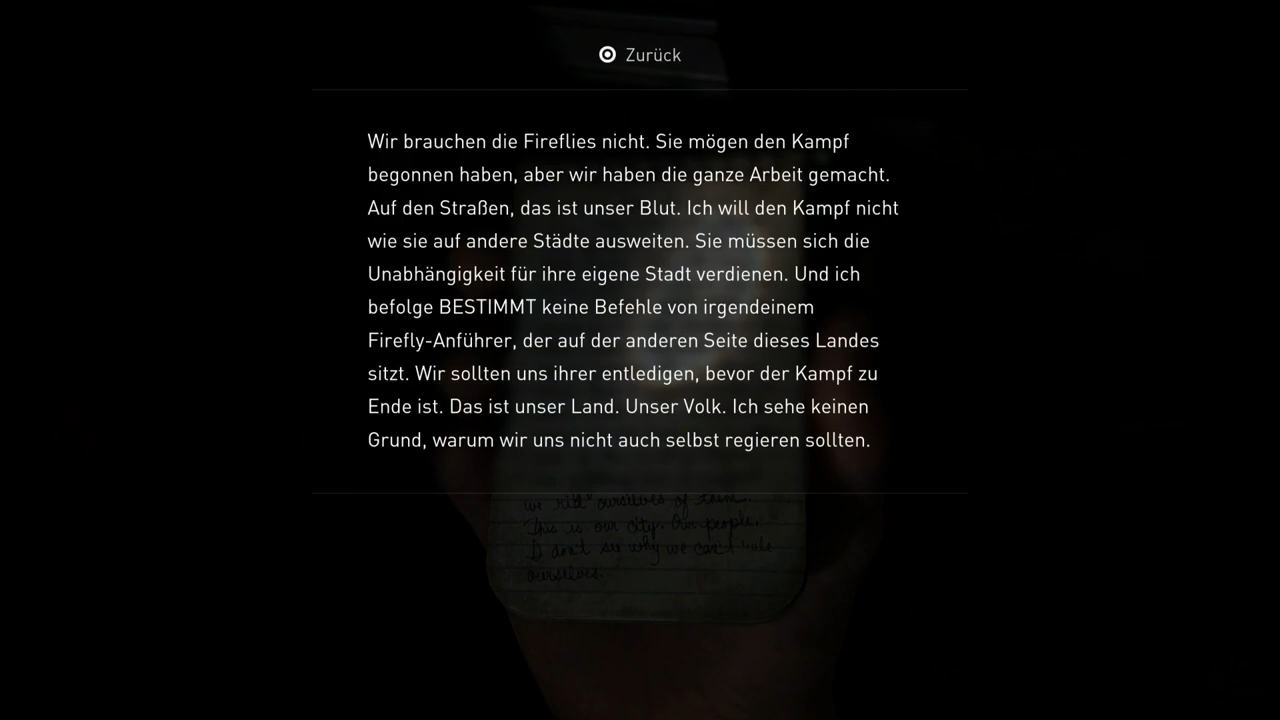 Zurück
Wir brauchen die Fireflies nicht. Sie mögen den Kampf
begonnen haben, aber wir haben die ganze Arbeit gemacht.
Auf den Straßen, das ist unser Blut. Ich will den Kampf nicht
wie sie auf andere Städte ausweiten. Sie müssen sich die
Unabhängigkeit für ihre eigene Stadt verdienen. Und ich
befolge BESTIMMT keine Befehle von irgendeinem
Firefly-Anführer, der auf der anderen Seite dieses Landes
sitzt. Wir sollten uns ihrer entledigen, bevor der Kampf zu
Ende ist. Das ist unser Land. Unser Volk. Ich sehe keinen
Grund, warum wir uns nicht auch selbst regieren sollten.
we rid ourselves of them.
This is our city. Our people.
I don't see why we can't rule
ourselves.